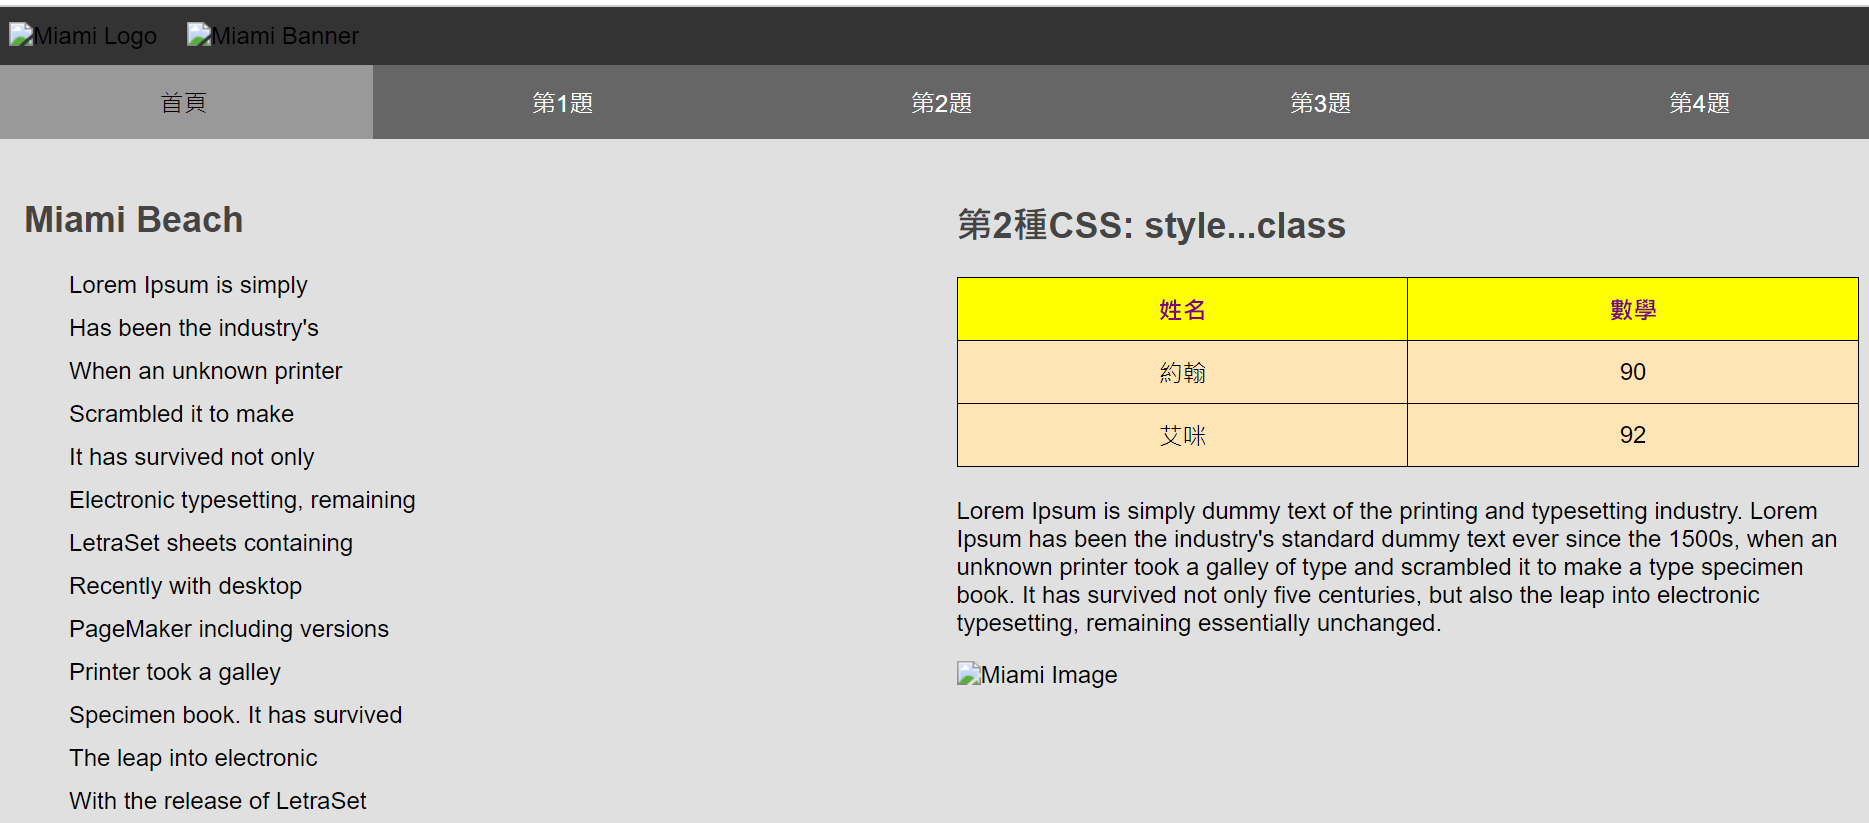 Miami Logo Miami Banner
首頁 第1題 第2題 第3題 第4題
Miami Beach
Lorem Ipsum is simply
Has been the industry's
When an unknown printer
Scrambled it to make
It has survived not only
Electronic typesetting, remaining
LetraSet sheets containing
Recently with desktop
PageMaker including versions
Printer took a galley
Specimen book. It has survived
The leap into electronic
With the release of LetraSet
第2種CSS: style...class
姓名 數學
約翰 90
艾咪 92
Lorem Ipsum is simply dummy text of the printing and typesetting industry. Lorem
Ipsum has been the industry's standard dummy text ever since the 1500s, when an
unknown printer took a galley of type and scrambled it to make a type specimen
book. It has survived not only five centuries, but also the leap into electronic
typesetting, remaining essentially unchanged.
Miami Image